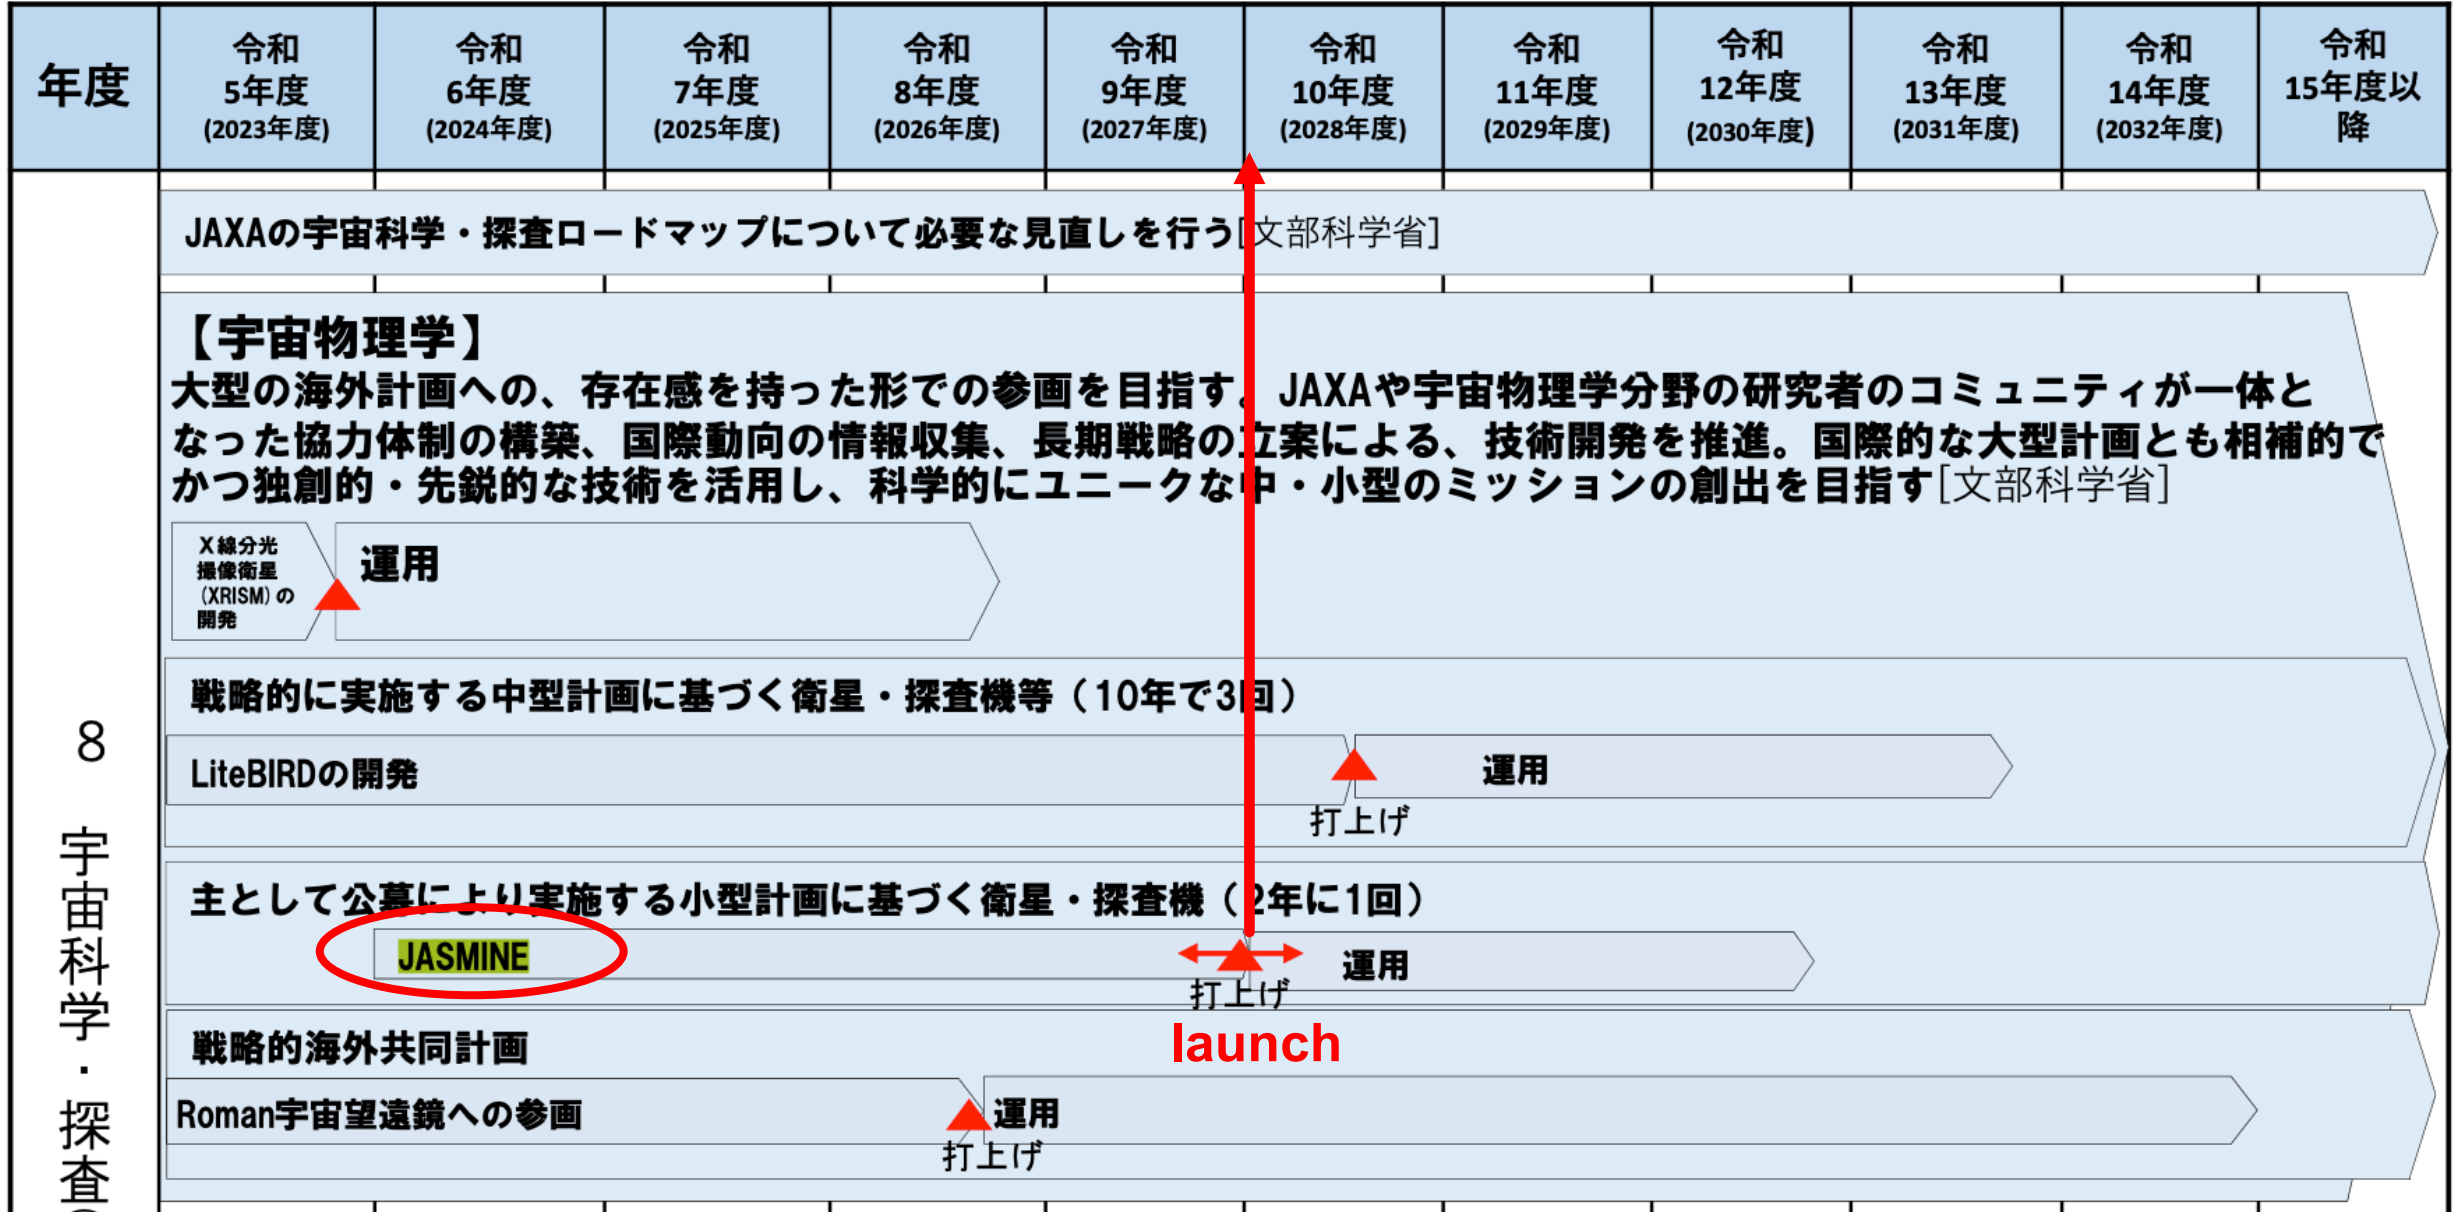 年度
令和
5年度
(2023年度)
令和
6年度
(2024年度)
令和
7年度
(2025年度)
令和
8年度
(2026年度)
令和
9年度
(2027年度)
令和
10年度
(2028年度)
令和
11年度
(2029年度)
令和
12年度
(2030年度)
令和
13年度
(2031年度)
令和
14年度
(2032年度)
令和
15年度以
降
8 宇宙科学・探査
JAXAの宇宙科学・探査ロードマップについて必要な見直しを行う[文部科学省]
【宇宙物理学】
大型の海外計画への、存在感を持った形での参画を目指す。JAXAや宇宙物理学分野の研究者のコミュニティが一体と
なった協力体制の構築、国際動向の情報収集、長期戦略の立案による、技術開発を推進。国際的な大型計画とも相補的で
かつ独創的・先鋭的な技術を活用し、科学的にユニークな中・小型のミッションの創出を目指す[文部科学省]
X線分光
撮像衛星
(XRISM)の
開発
運用
戦略的に実施する中型計画に基づく衛星・探査機等（10年で3回）
LiteBIRDの開発
運用
打上げ
主として公募により実施する小型計画に基づく衛星・探査機（2年に1回）
JASMINE
運用
打上げ
launch
戦略的海外共同計画
Roman宇宙望遠鏡への参画
運用
打上げ